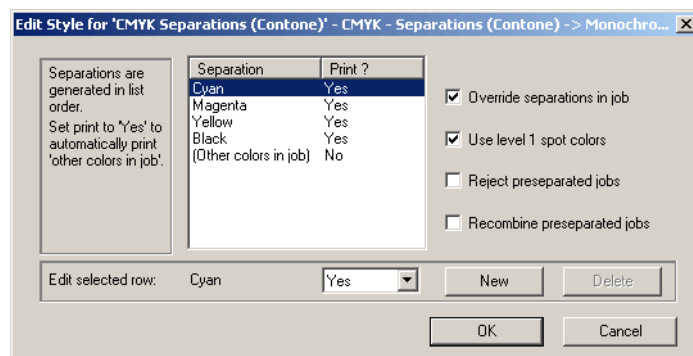 Edit Style for 'CMYK Separations (Contone)' - CMYK - Separations (Contone) -> Monochro...
Separations are
generated in list
order.
Set print to 'Yes' to
automatically print
'other colors in job'.
Separation Print ?
Cyan Yes
Magenta Yes
Yellow Yes
Black Yes
(Other colors in job) No
Override separations in job
Use level 1 spot colors
Reject preseparated jobs
Recombine preseparated jobs
Edit selected row: Cyan Yes New Delete
OK Cancel